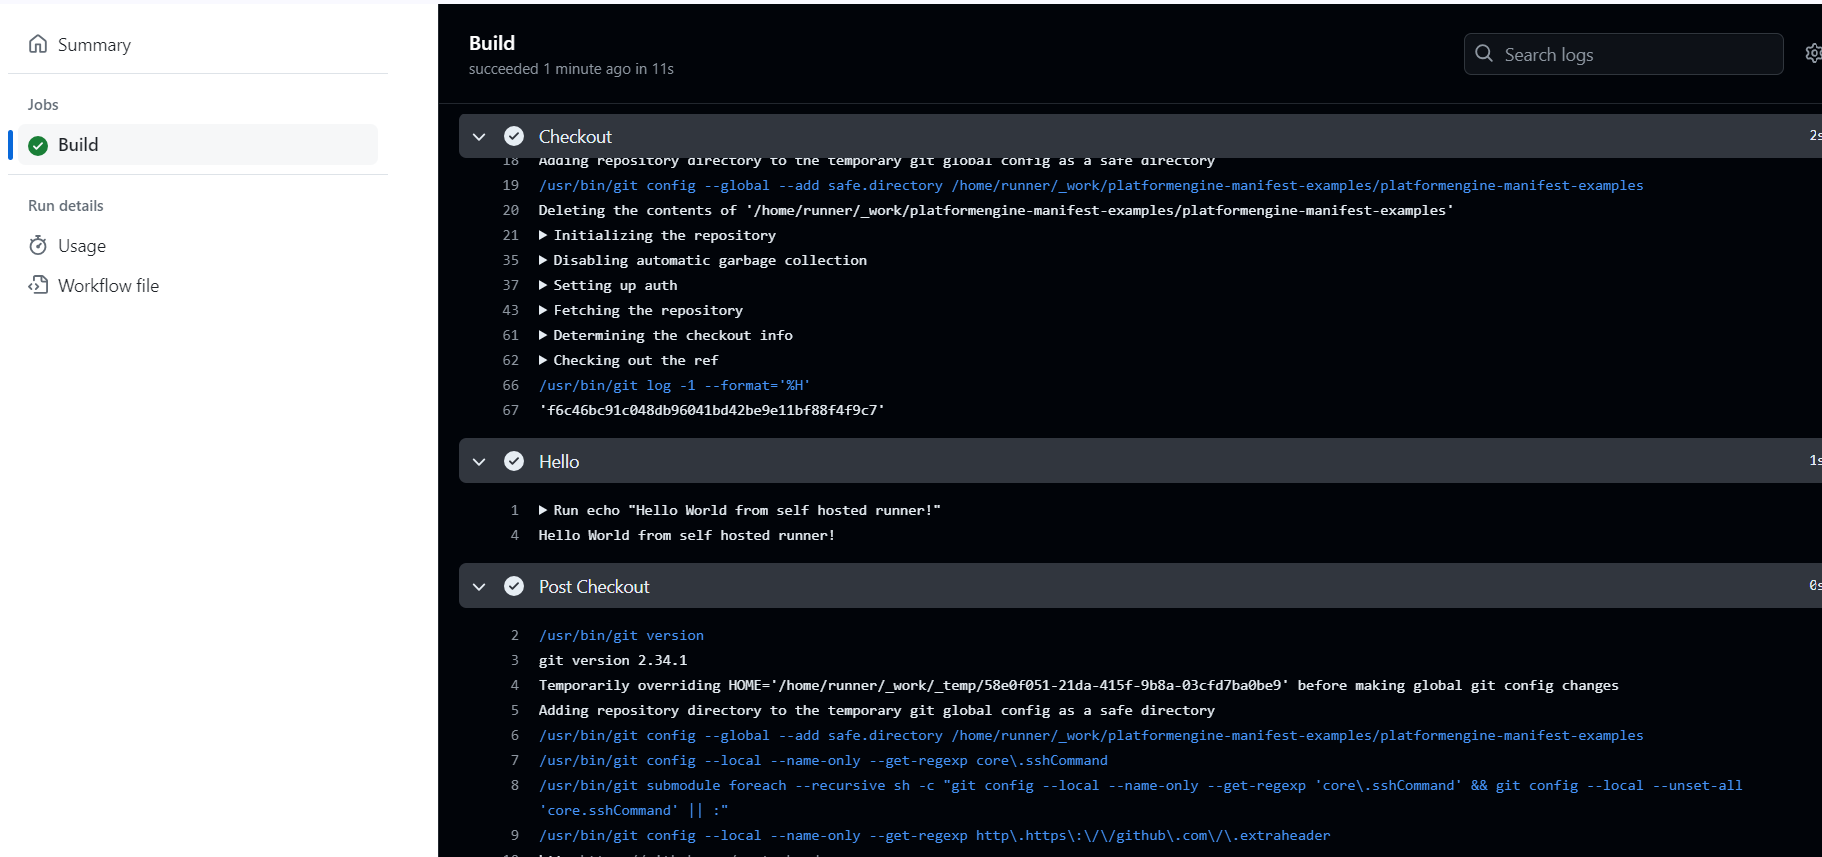 Summary
Jobs
Build
Run details
Usage
Workflow file
Build
succeeded 1 minute ago in 11s
Search logs
Checkout 2s
18 Adding repository directory to the temporary git global config as a safe directory
19 /usr/bin/git config --global --add safe.directory /home/runner/_work/platformengine-manifest-examples/platformengine-manifest-examples
20 Deleting the contents of '/home/runner/_work/platformengine-manifest-examples/platformengine-manifest-examples'
21 ▶ Initializing the repository
35 ▶ Disabling automatic garbage collection
37 ▶ Setting up auth
43 ▶ Fetching the repository
61 ▶ Determining the checkout info
62 ▶ Checking out the ref
66 /usr/bin/git log -1 --format='%H'
67 'f6c46bc91c048db96041bd42be9e11bf88f4f9c7'
Hello 1s
1 ▶ Run echo "Hello World from self hosted runner!"
4 Hello World from self hosted runner!
Post Checkout 0s
2 /usr/bin/git version
3 git version 2.34.1
4 Temporarily overriding HOME='/home/runner/_work/_temp/58e0f051-21da-415f-9b8a-03cfd7ba0be9' before making global git config changes
5 Adding repository directory to the temporary git global config as a safe directory
6 /usr/bin/git config --global --add safe.directory /home/runner/_work/platformengine-manifest-examples/platformengine-manifest-examples
7 /usr/bin/git config --local --name-only --get-regexp core\.sshCommand
8 /usr/bin/git submodule foreach --recursive sh -c "git config --local --name-only --get-regexp 'core\.sshCommand' && git config --local --unset-all
'core.sshCommand' || :"
9 /usr/bin/git config --local --name-only --get-regexp http\.https\:\/\/github\.com\/\.extraheader